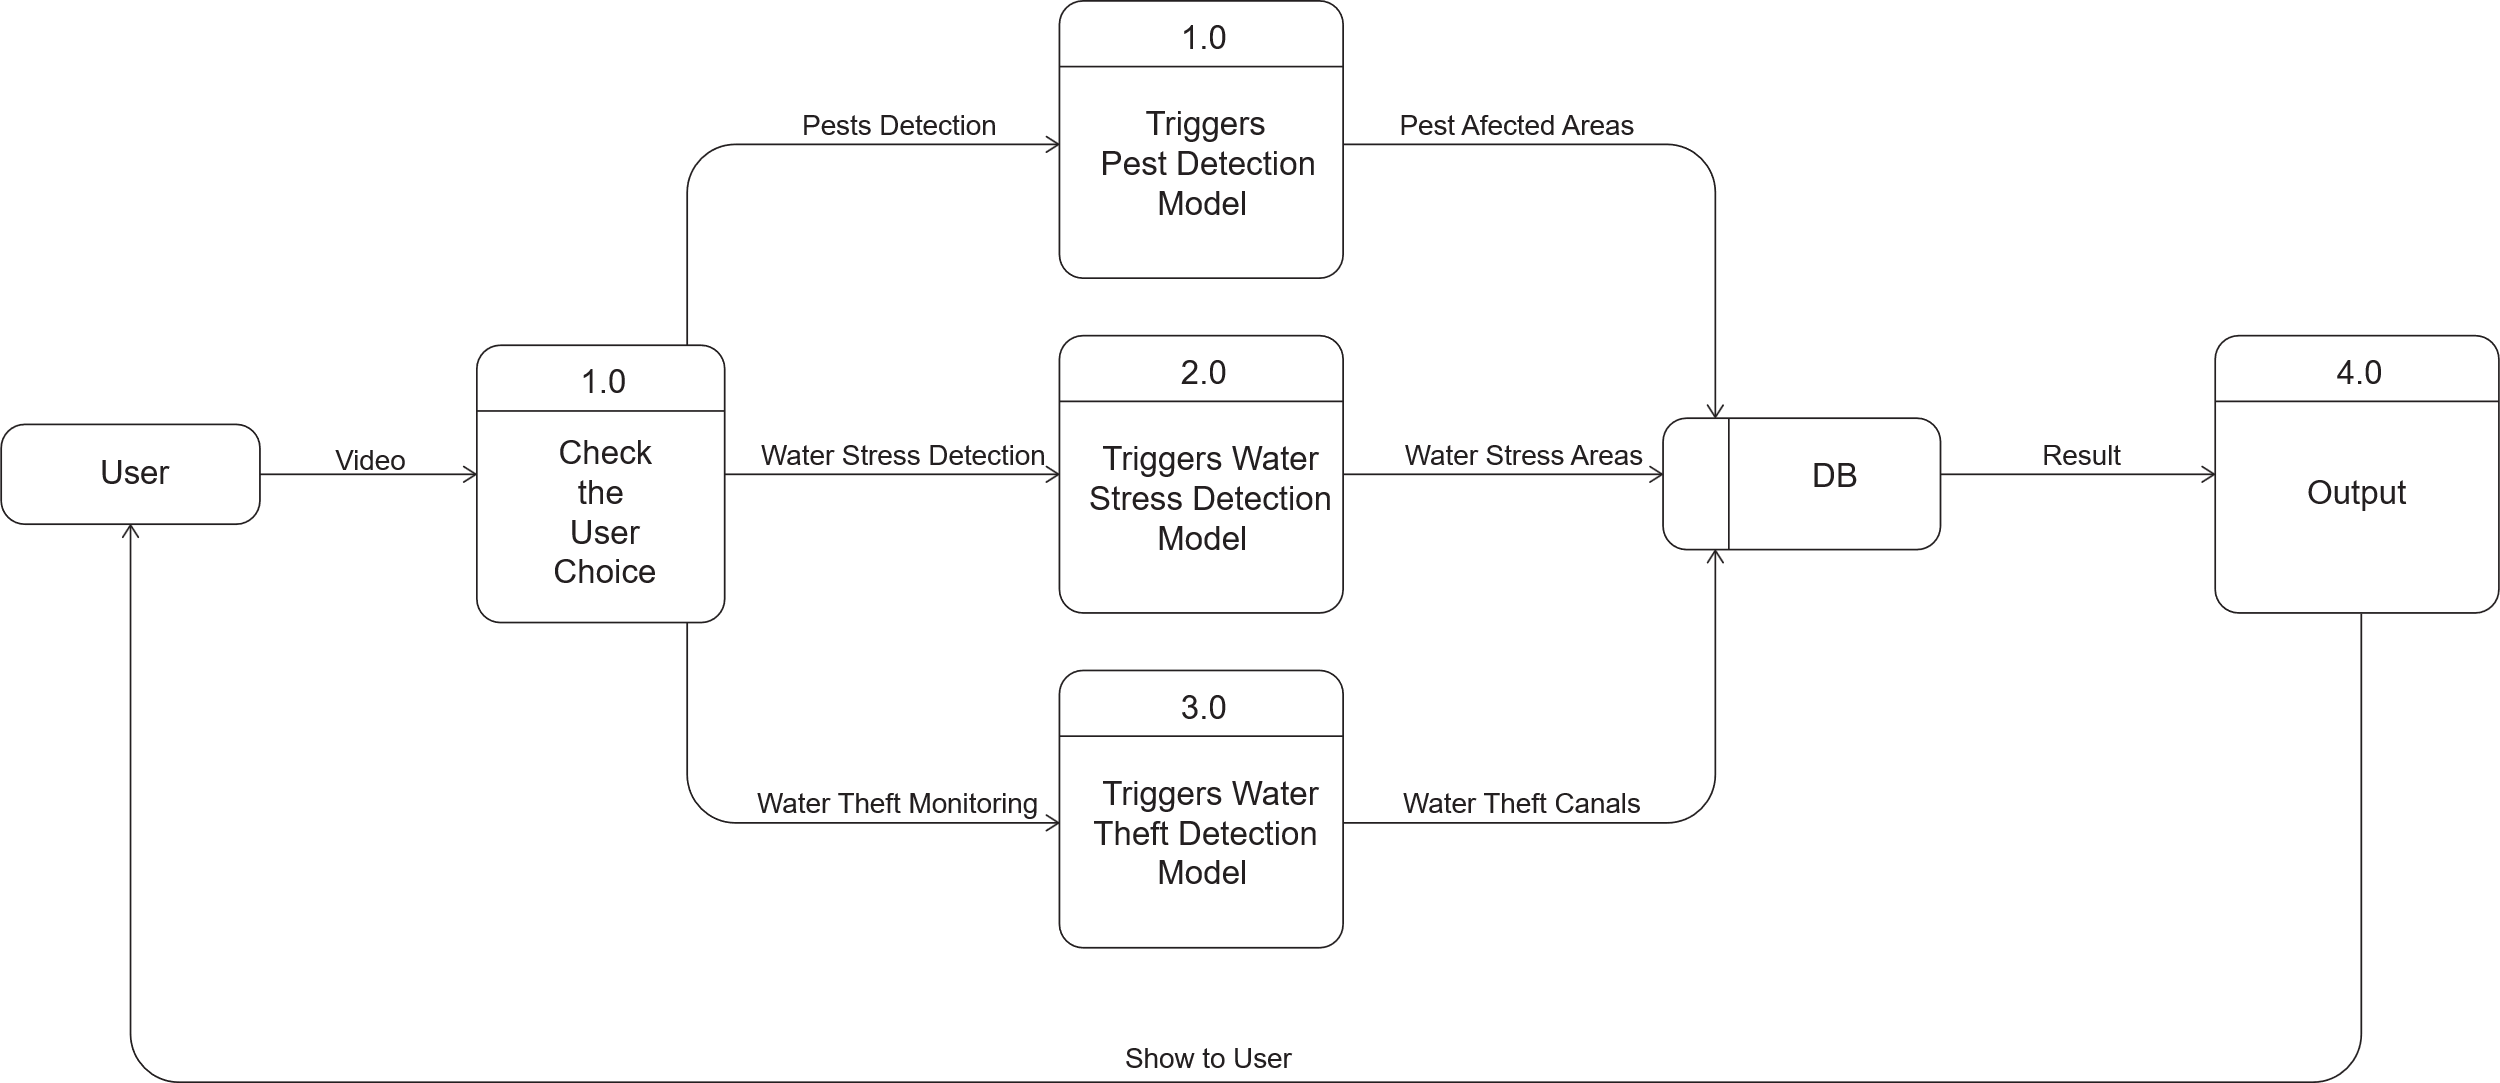 User
Video
1.0
Check
the
User
Choice
Pests Detection
Water Stress Detection
Water Theft Monitoring
1.0
Triggers
Pest Detection
Model
2.0
Triggers Water
Stress Detection
Model
3.0
Triggers Water
Theft Detection
Model
Pest Afected Areas
Water Stress Areas
Water Theft Canals
DB
Result
4.0
Output
Show to User